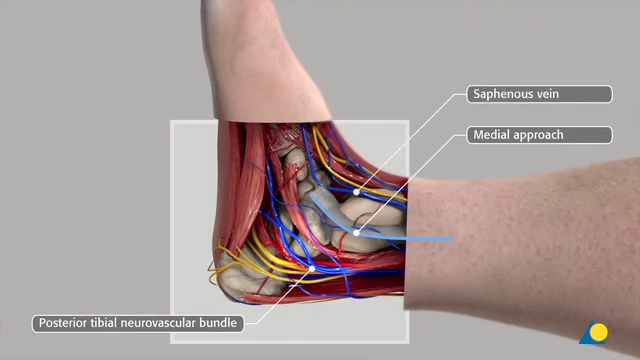 Saphenous vein
Medial approach
Posterior tibial neurovascular bundle